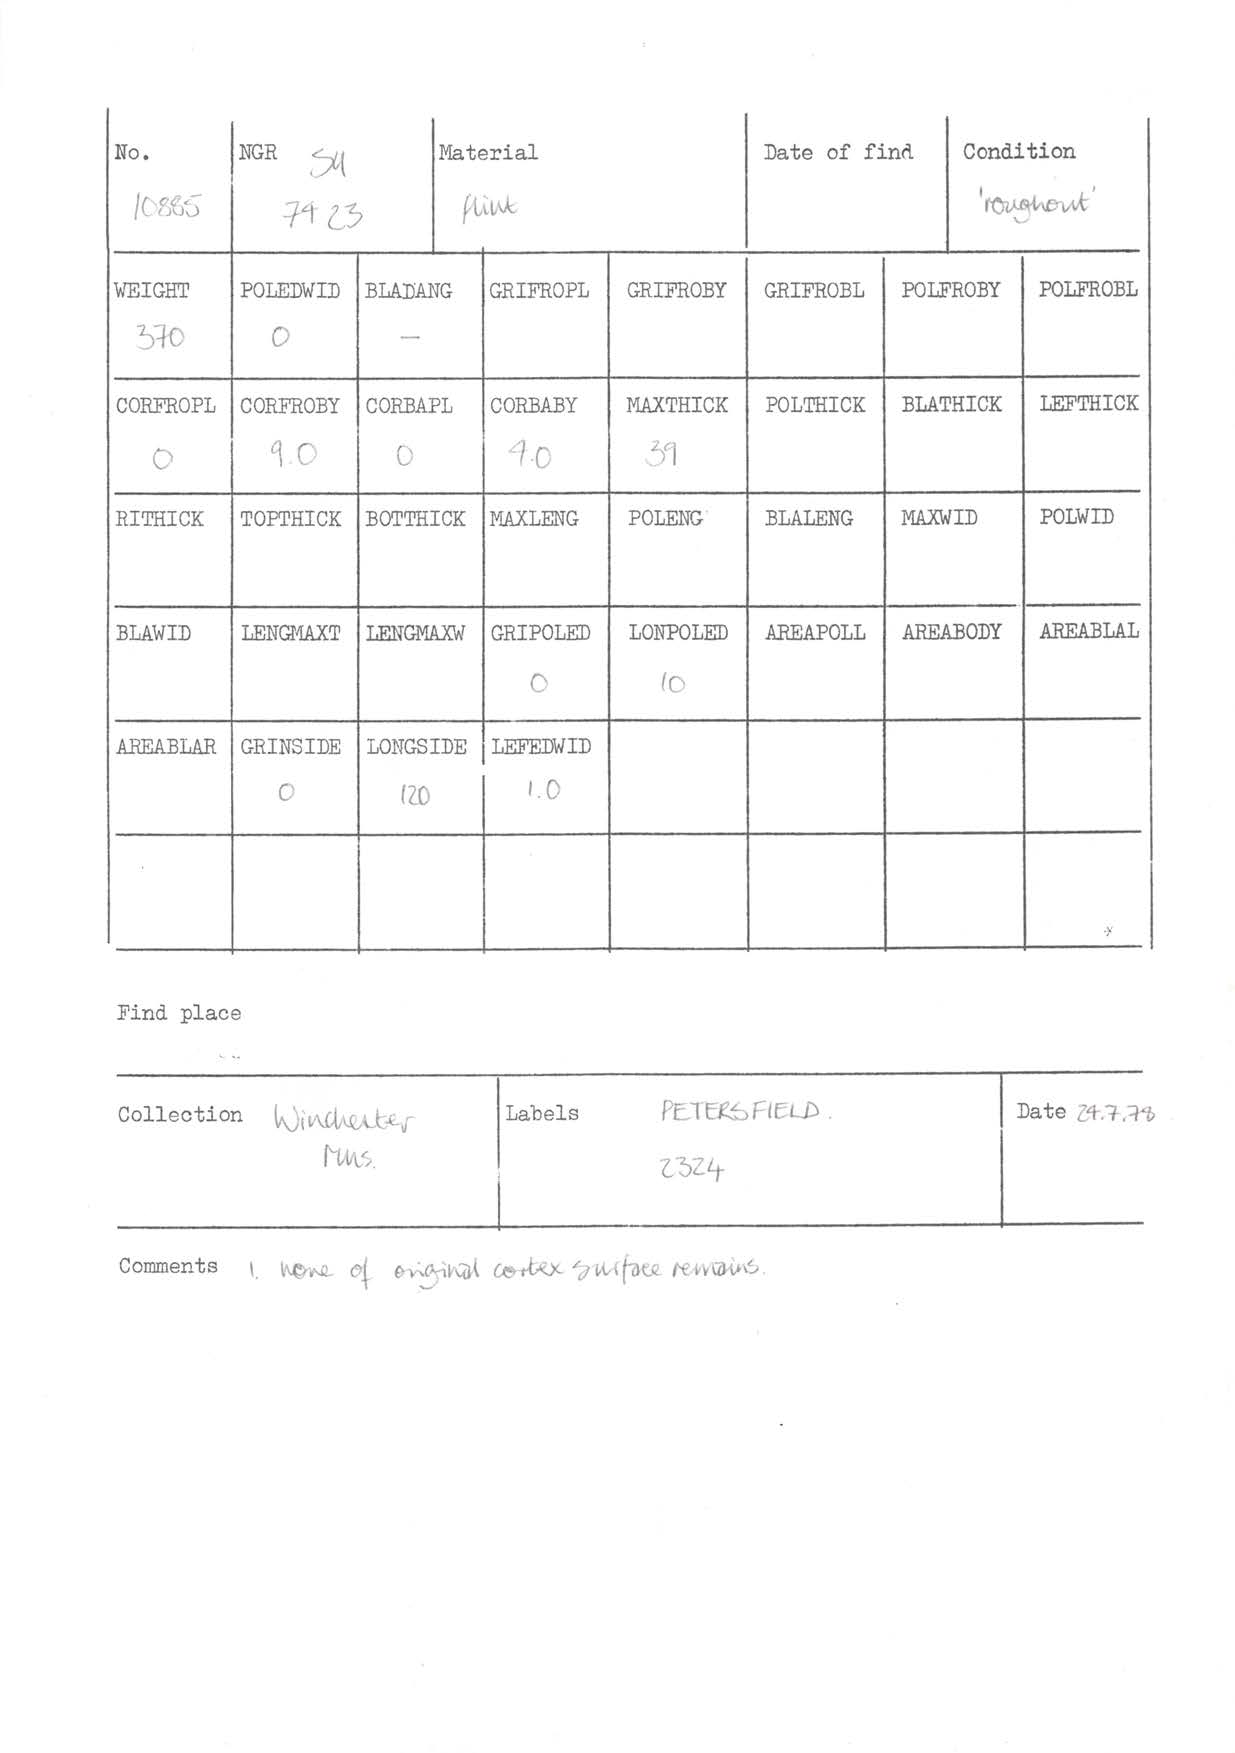 No. NGR SU Material Date of find Condition
10885 7423 flint 'roughout'
WEIGHT POLEDWID BLADANG GRIFROPL GRIFROBY GRIFROBL POLFROBY POLFROBL
370 0 —
CORFROPL CORFROBY CORBAPL CORBABY MAXTHICK POLTHICK BLATHICK LEFTHICK
0 9.0 0 9.0 39
RITHICK TOPTHICK BOTTHICK MAXLENG POLENG BLALENG MAXWID POLWID
BLAWID LENGMAXT LENGMAXW GRIPOLED LONPOLED AREAPOLL AREABODY AREABLAL
0 10
AREABLAR GRINSIDE LONGSIDE LEFEDWID
0 120 1.0
Find place
Collection Winchester Labels PETERSFIELD. Date 24.7.78
Mus. 2324
Comments 1. none of original cortex surface remains.